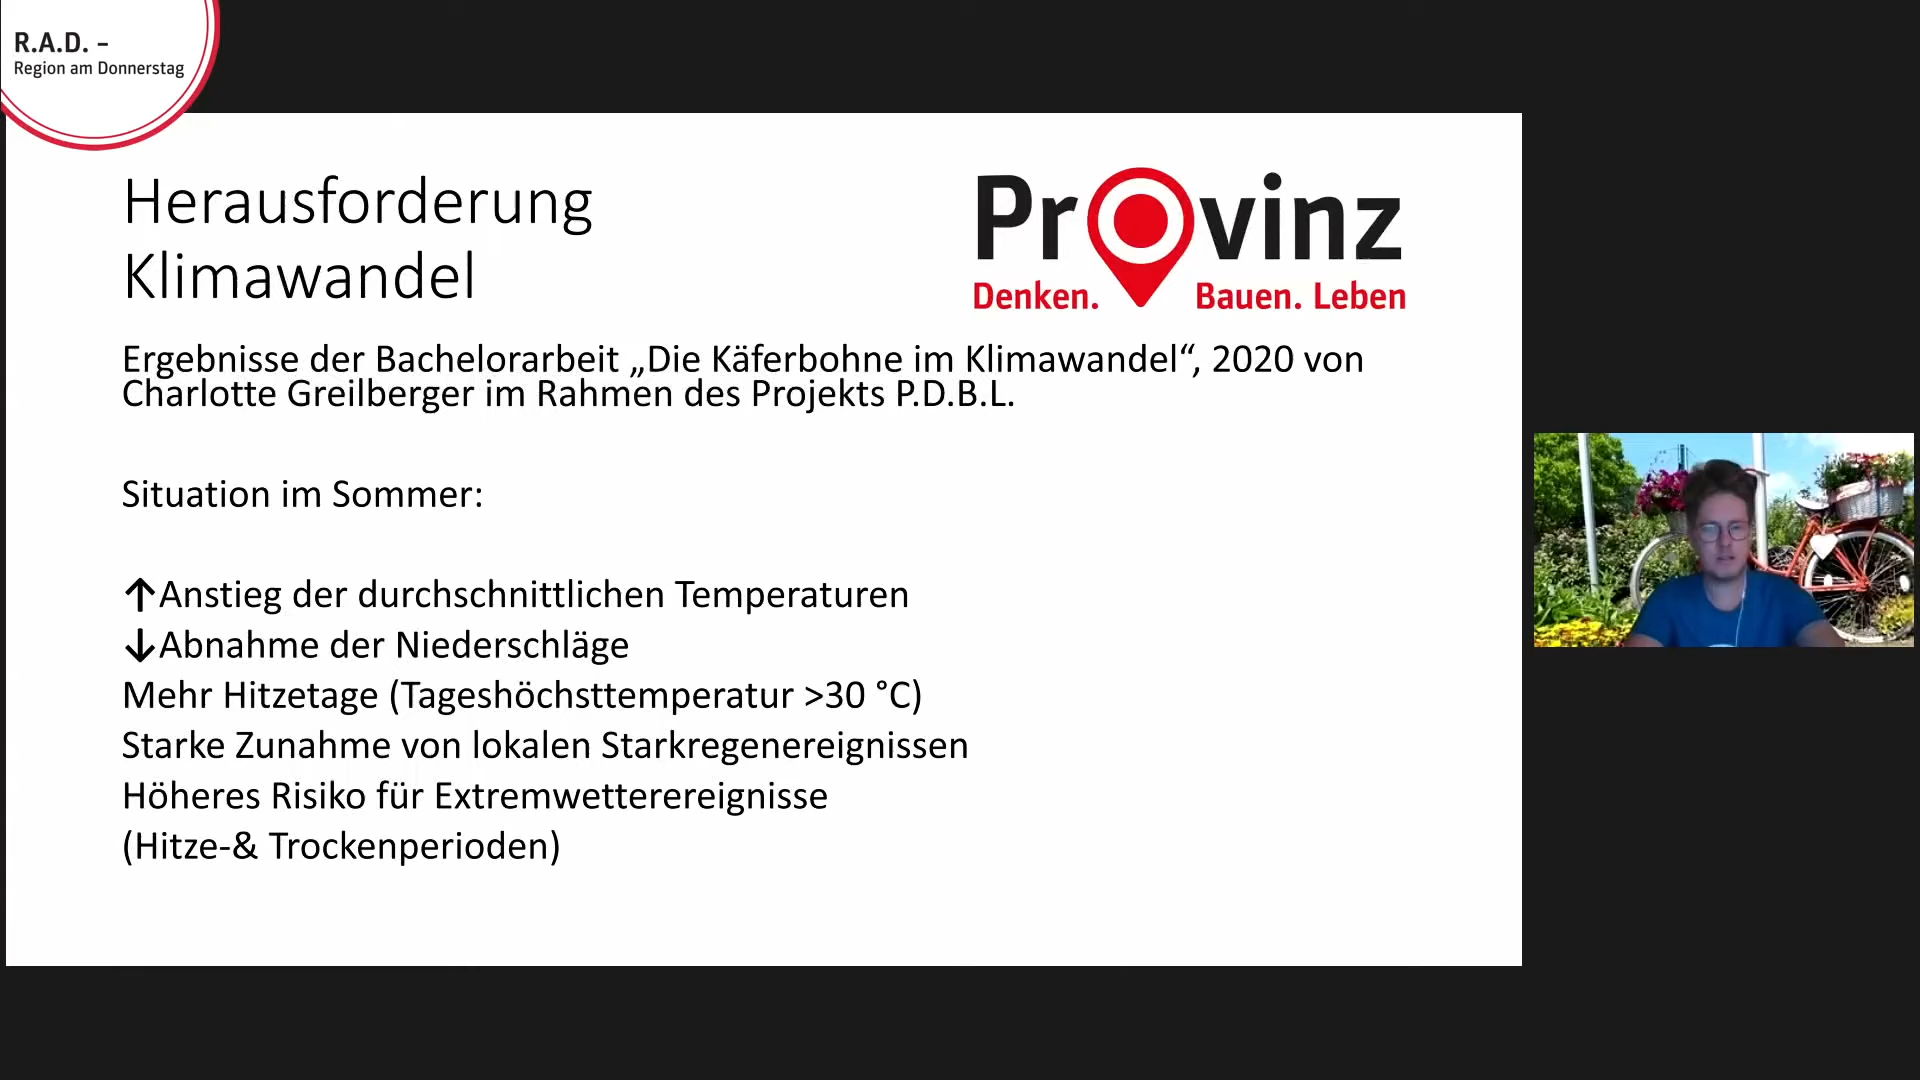 R.A.D. –
Region am Donnerstag
Herausforderung
Klimawandel
Provinz
Denken. Bauen. Leben
Ergebnisse der Bachelorarbeit „Die Käferbohne im Klimawandel“, 2020 von
Charlotte Greilberger im Rahmen des Projekts P.D.B.L.
Situation im Sommer:
↑Anstieg der durchschnittlichen Temperaturen
↓Abnahme der Niederschläge
Mehr Hitzetage (Tageshöchsttemperatur >30 °C)
Starke Zunahme von lokalen Starkregenereignissen
Höheres Risiko für Extremwetterereignisse
(Hitze-& Trockenperioden)